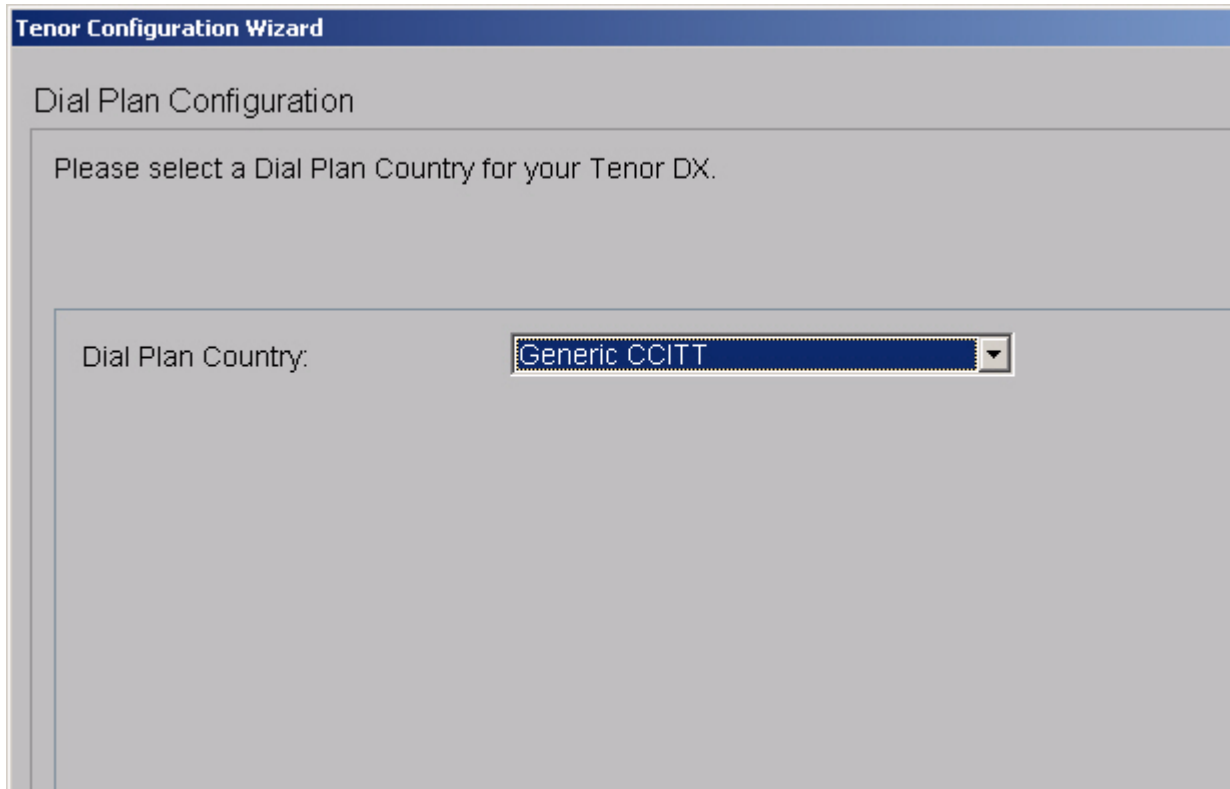 Tenor Configuration Wizard
Dial Plan Configuration
Please select a Dial Plan Country for your Tenor DX.
Dial Plan Country:
Generic CCITT